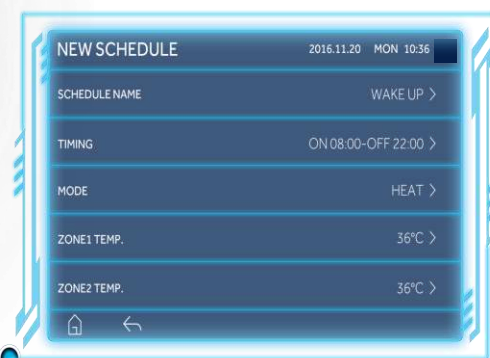 NEW SCHEDULE 2016.11.20 MON 10:36
SCHEDULE NAME WAKE UP >
TIMING ON 08:00-OFF 22:00 >
MODE HEAT >
ZONE1 TEMP. 36°C >
ZONE2 TEMP. 36°C >